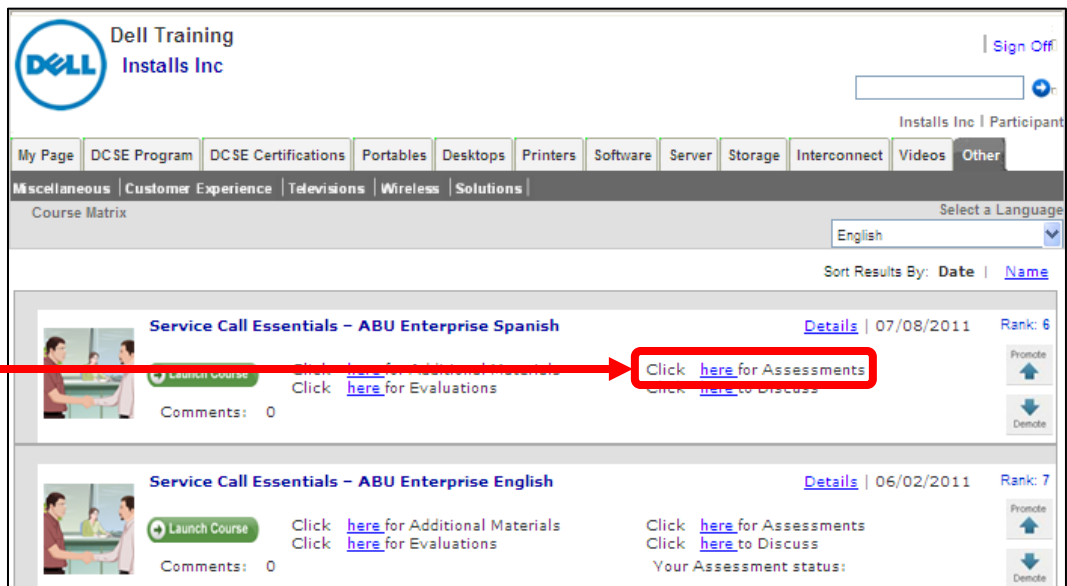 Dell Training
DELL
Installs Inc
Sign Off
Installs Inc | Participant
My Page DCSE Program DCSE Certifications Portables Desktops Printers Software Server Storage Interconnect Videos Other
Miscellaneous | Customer Experience | Televisions | Wireless | Solutions |
Course Matrix
Select a Language
English
Sort Results By: Date | Name
Service Call Essentials – ABU Enterprise Spanish
Details | 07/08/2011 Rank: 6
Launch Course
Click here for Additional Materials
Click here for Assessments
Click here for Evaluations
Click here to Discuss
Comments: 0
Promote
Demote
Service Call Essentials – ABU Enterprise English
Details | 06/02/2011 Rank: 7
Launch Course
Click here for Additional Materials
Click here for Assessments
Click here for Evaluations
Click here to Discuss
Comments: 0
Your Assessment status:
Promote
Demote